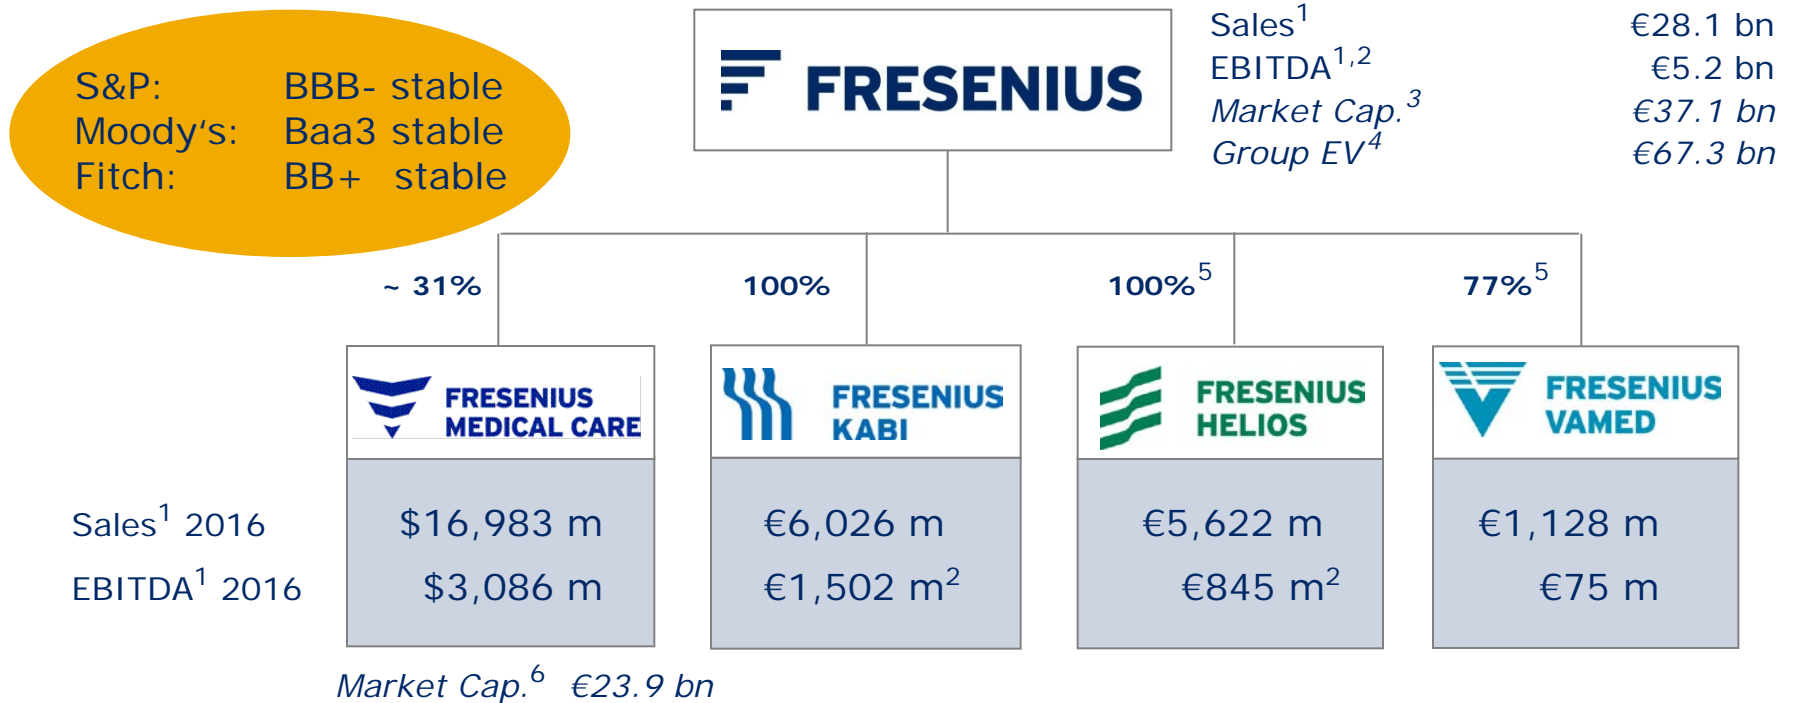 S&P: BBB- stable
Moody‘s: Baa3 stable
Fitch: BB+ stable
FRESENIUS
Sales1 €28.1 bn
EBITDA1,2 €5.2 bn
Market Cap.3 €37.1 bn
Group EV4 €67.3 bn
~ 31% 100% 100%5 77%5
FRESENIUS
MEDICAL CARE
FRESENIUS
KABI
FRESENIUS
HELIOS
FRESENIUS
VAMED
Sales1 2016 $16,983 m €6,026 m €5,622 m €1,128 m
EBITDA1 2016 $3,086 m €1,502 m2 €845 m2 €75 m
Market Cap.6 €23.9 bn